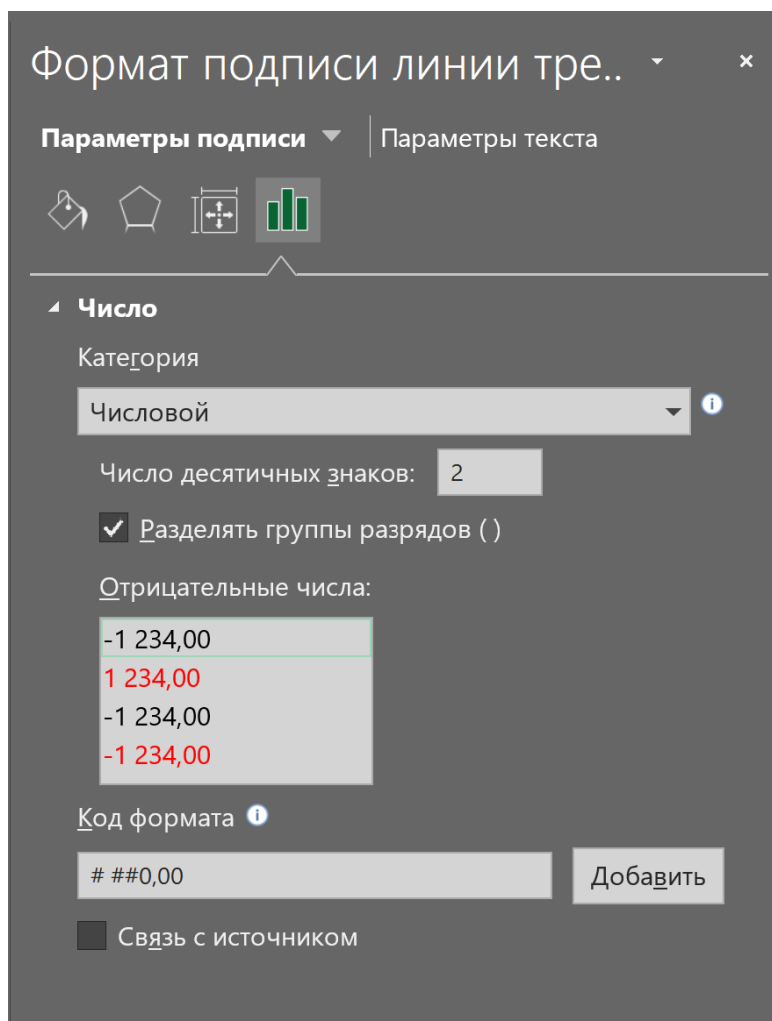 Формат подписи линии тре..
Параметры подписи
Параметры текста
Число
Категория
Числовой
Число десятичных знаков: 2
Разделять группы разрядов ( )
Отрицательные числа:
-1 234,00
1 234,00
-1 234,00
-1 234,00
Код формата
# ##0,00
Добавить
Связь с источником